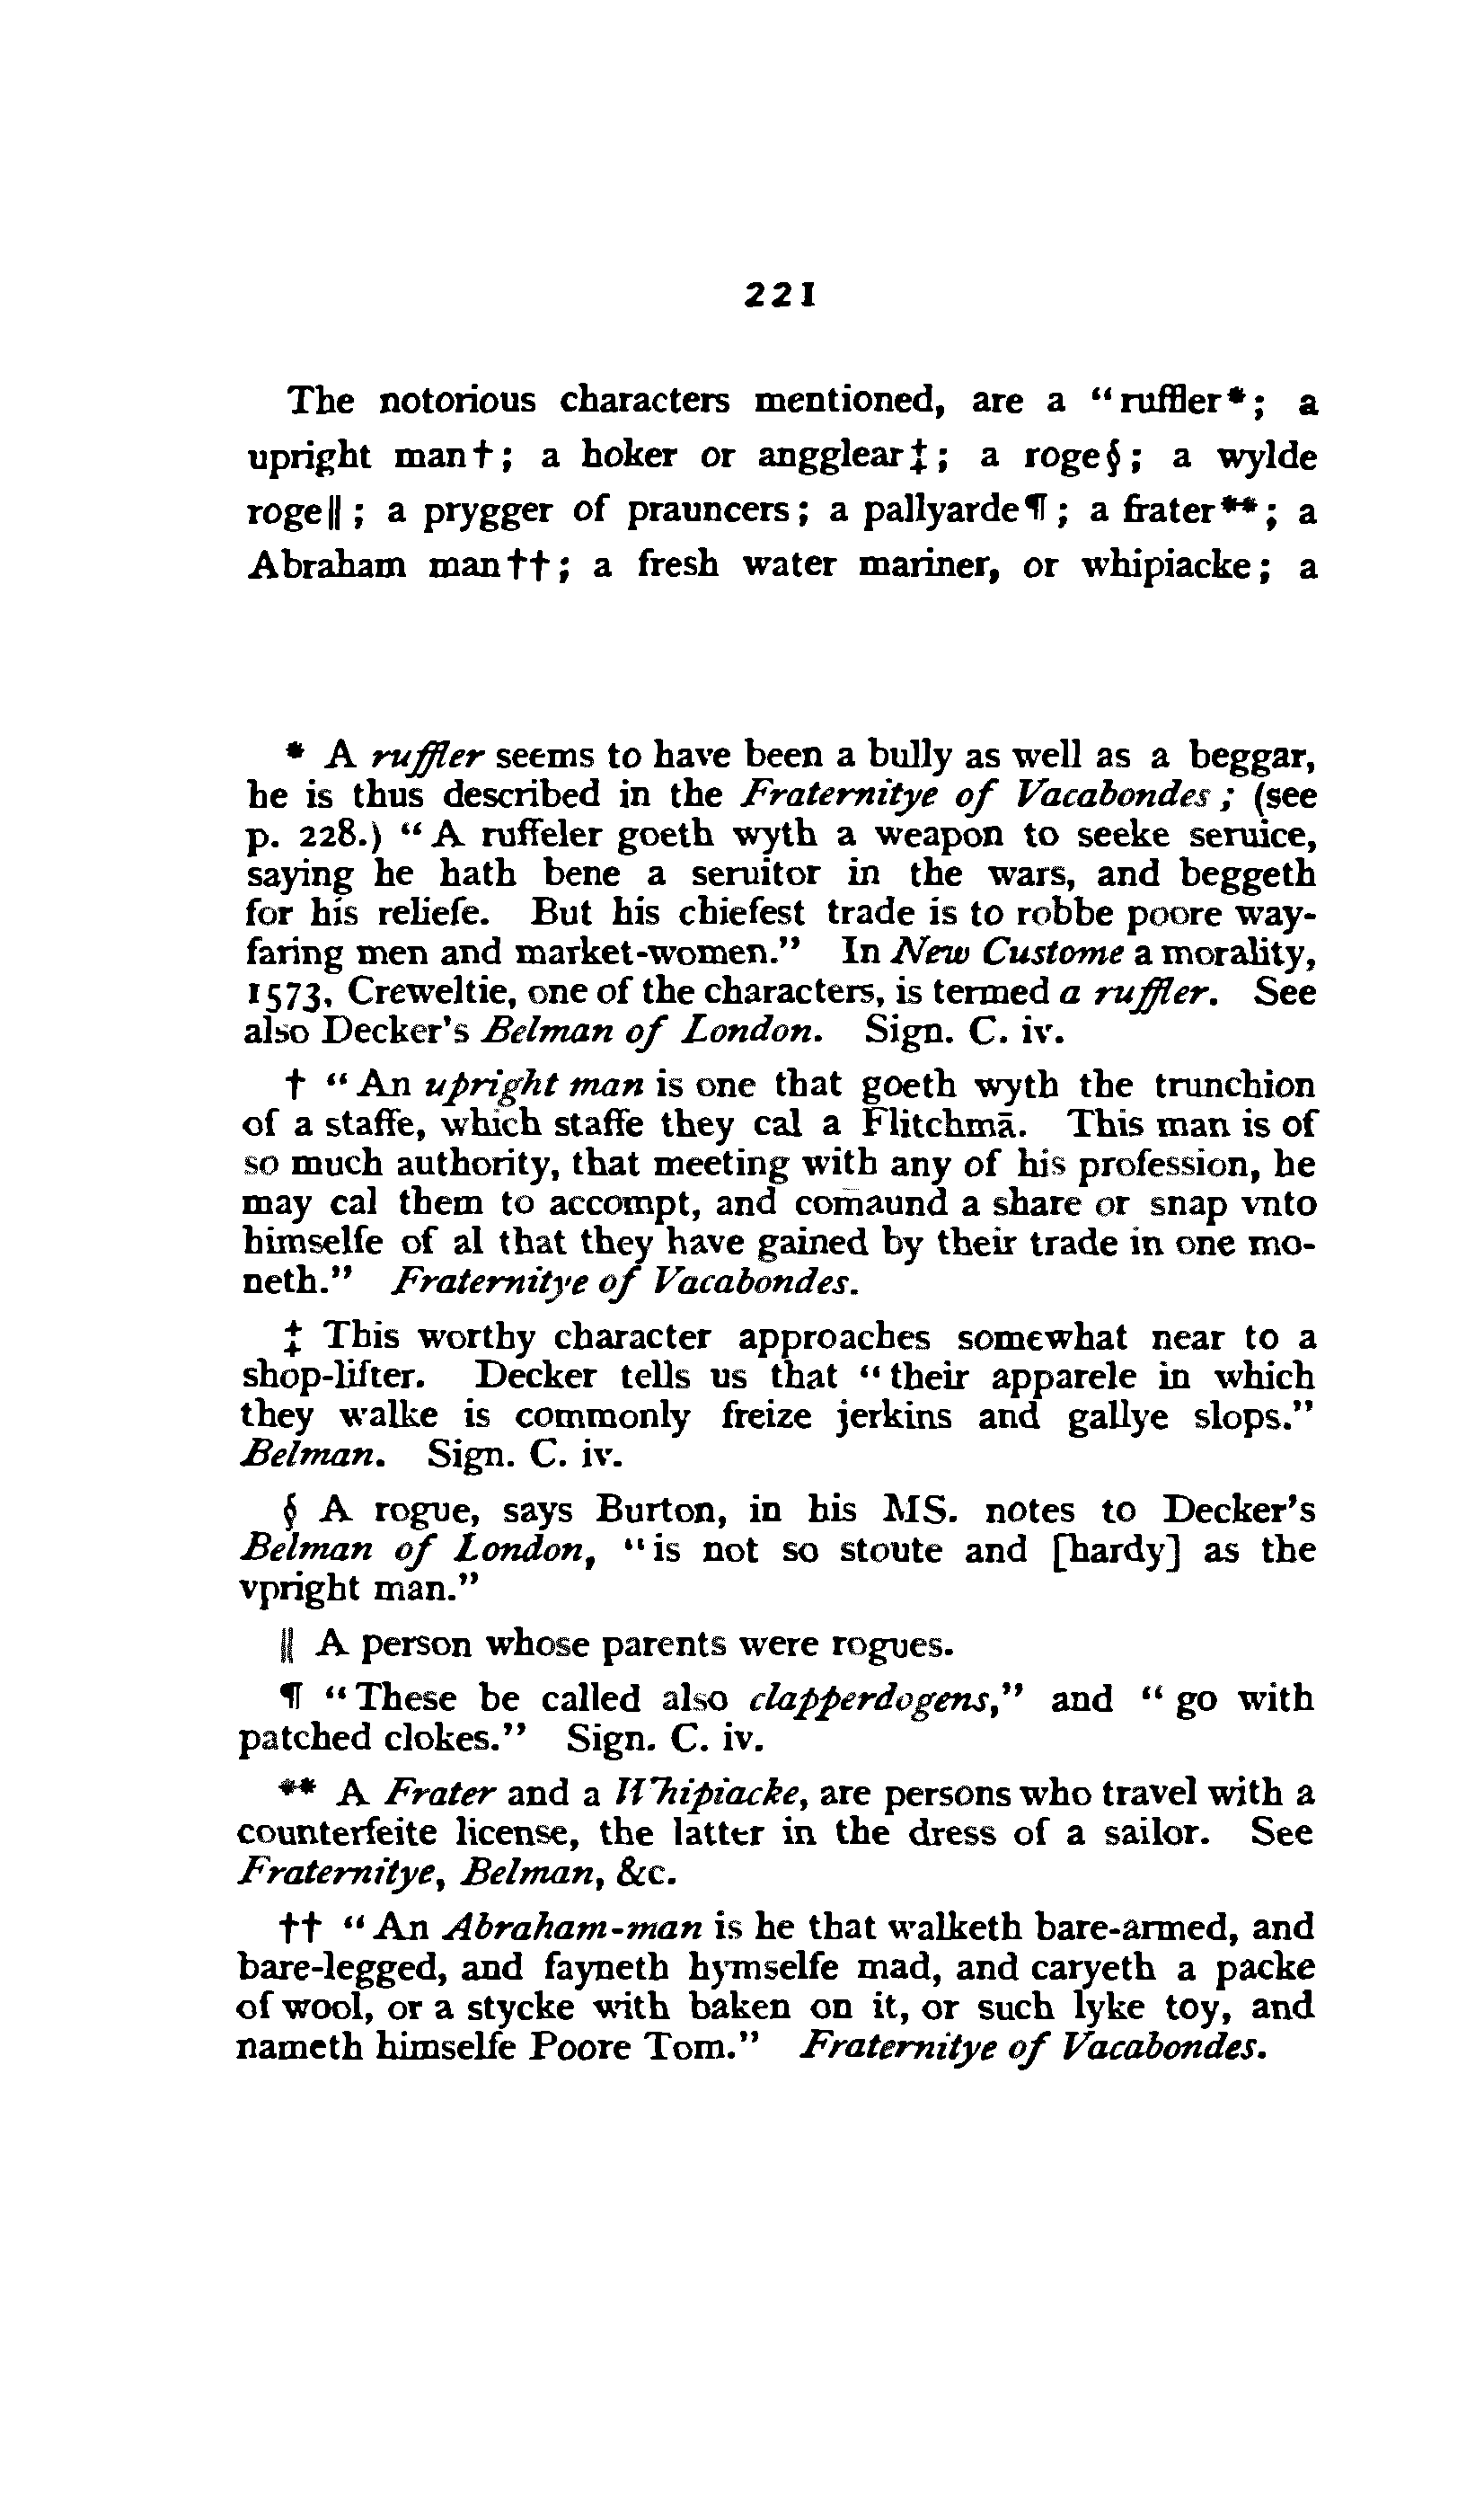 221
The notorious characters mentioned, are a “ruffler*; a
upright man†; a hoker or angglear‡; a roge§; a wylde
roge‖; a prygger of prauncers; a pallyarde¶; a frater**; a
Abraham man††; a fresh water mariner, or whipiacke; a
* A ruffler seems to have been a bully as well as a beggar,
he is thus described in the Fraternitye of Vacabondes; (see
p. 228.) “A ruffeler goeth wyth a weapon to seeke seruice,
saying he hath bene a seruitor in the wars, and beggeth
for his reliefe. But his chiefest trade is to robbe poore way-
faring men and market-women.” In New Custome a morality,
1573, Creweltie, one of the characters, is termed a ruffler. See
also Decker’s Belman of London. Sign. C. iv.
† “An upright man is one that goeth wyth the trunchion
of a staffe, which staffe they cal a Flitchmā. This man is of
so much authority, that meeting with any of his profession, he
may cal them to accompt, and com̄aund a share or snap vnto
himselfe of al that they have gained by their trade in one mo-
neth.” Fraternitye of Vacabondes.
‡ This worthy character approaches somewhat near to a
shop-lifter. Decker tells us that “their apparele in which
they walke is commonly freize jerkins and gallye slops.”
Belman. Sign. C. iv.
§ A rogue, says Burton, in his MS. notes to Decker’s
Belman of London, “is not so stoute and [hardy] as the
vpright man.”
‖ A person whose parents were rogues.
¶ “These be called also clapperdogens,” and “go with
patched clokes.” Sign. C. iv.
** A Frater and a Whipiacke, are persons who travel with a
counterfeite license, the latter in the dress of a sailor. See
Fraternitye, Belman, &c.
†† “An Abraham-man is he that walketh bare-armed, and
bare-legged, and fayneth hymselfe mad, and caryeth a packe
of wool, or a stycke with baken on it, or such lyke toy, and
nameth himselfe Poore Tom.” Fraternitye of Vacabondes.